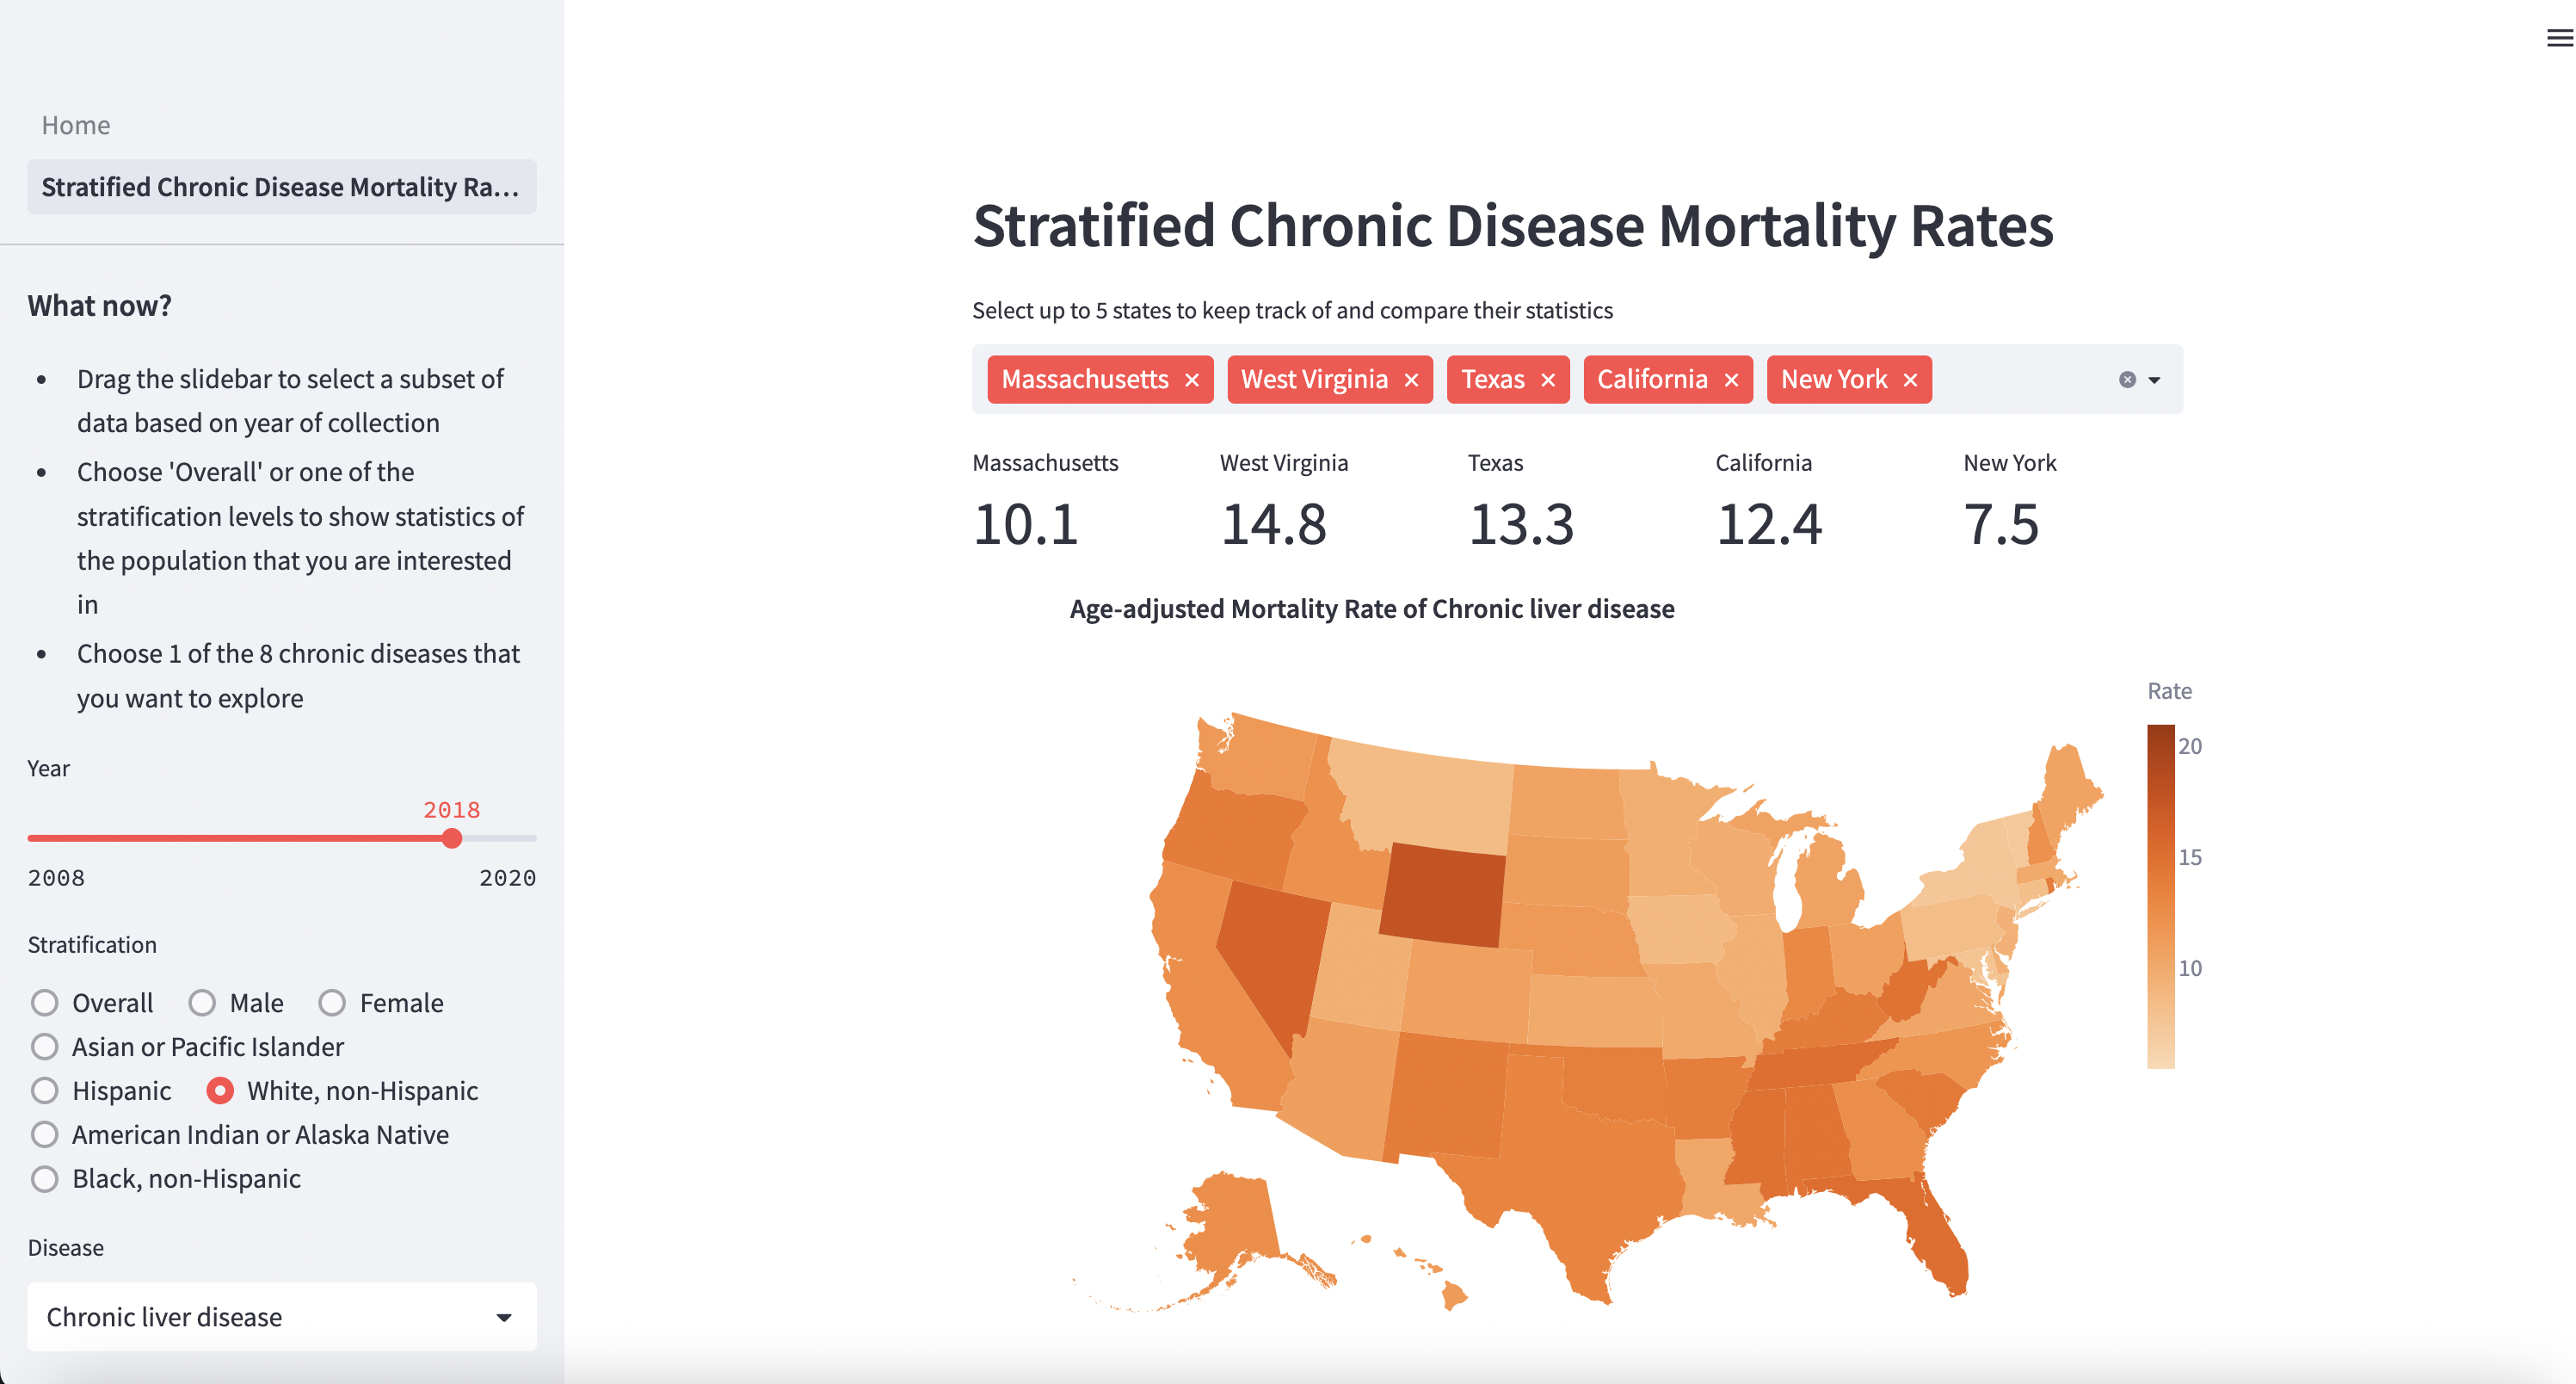 Home
Stratified Chronic Disease Mortality Ra...
What now?
• Drag the slidebar to select a subset of
data based on year of collection
• Choose 'Overall' or one of the
stratification levels to show statistics of
the population that you are interested
in
• Choose 1 of the 8 chronic diseases that
you want to explore
Year
2018
2008 2020
Stratification
Overall Male Female
Asian or Pacific Islander
Hispanic White, non-Hispanic
American Indian or Alaska Native
Black, non-Hispanic
Disease
Chronic liver disease
Stratified Chronic Disease Mortality Rates
Select up to 5 states to keep track of and compare their statistics
Massachusetts × West Virginia × Texas × California × New York ×
Massachusetts West Virginia Texas California New York
10.1 14.8 13.3 12.4 7.5
Age-adjusted Mortality Rate of Chronic liver disease
Rate
20
15
10